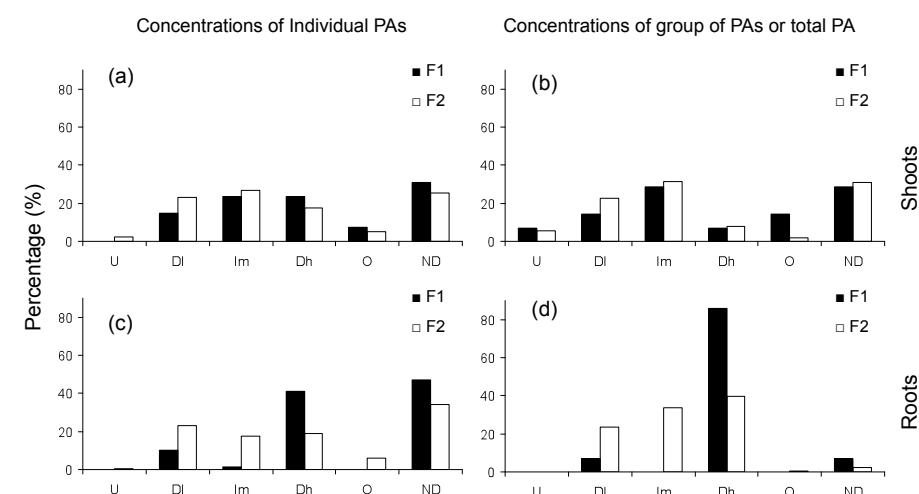 Concentrations of Individual PAs
Concentrations of group of PAs or total PA
Percentage (%)
(a)
F1
F2
80
60
40
20
0
U Dl Im Dh O ND
(b)
F1
F2
80
60
40
20
0
U Dl Im Dh O ND
Shoots
(c)
F1
F2
80
60
40
20
0
U Dl Im Dh O ND
(d)
F1
F2
80
60
40
20
0
U Dl Im Dh O ND
Roots